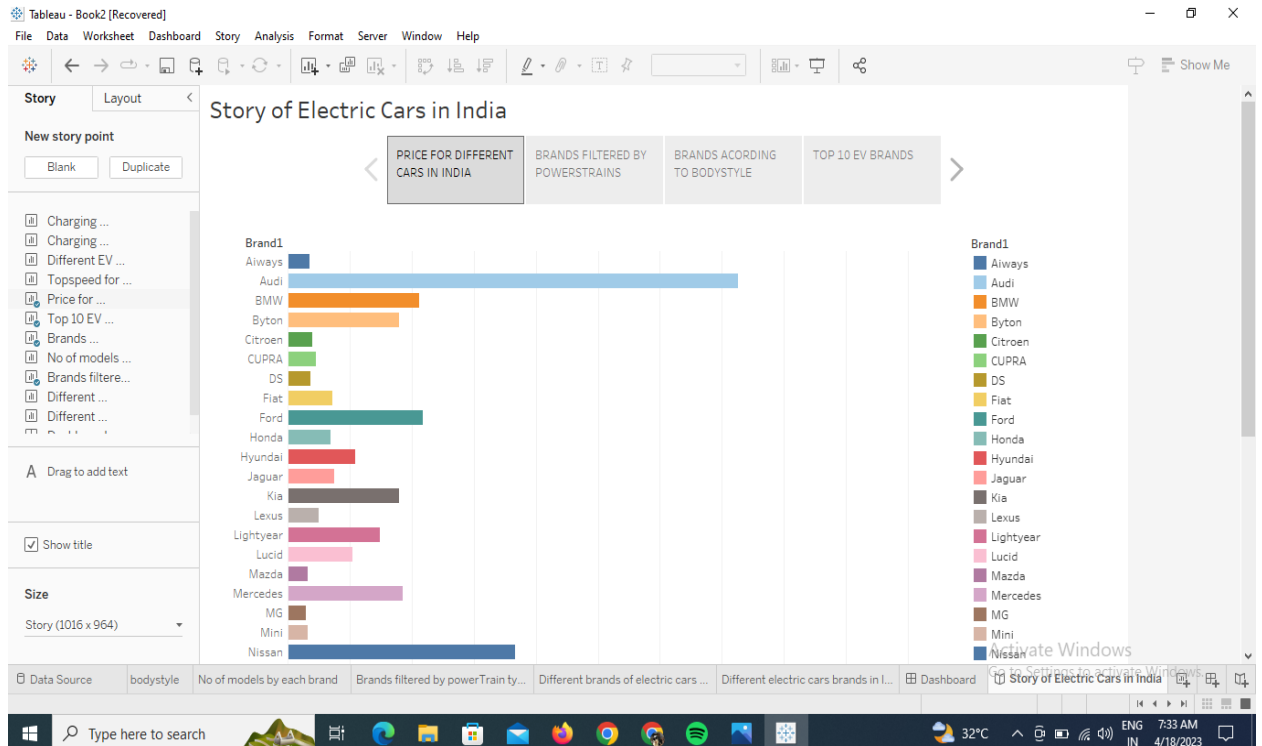 Tableau - Book2 [Recovered]
File Data Worksheet Dashboard Story Analysis Format Server Window Help
Show Me
Story Layout
New story point
Blank Duplicate
Charging ...
Charging ...
Different EV ...
Topspeed for ...
Price for ...
Top 10 EV ...
Brands ...
No of models ...
Brands filtere...
Different ...
Different ...
A Drag to add text
Show title
Size
Story (1016 x 964)
Story of Electric Cars in India
PRICE FOR DIFFERENT
CARS IN INDIA
BRANDS FILTERED BY
POWERSTRAINS
BRANDS ACORDING
TO BODYSTYLE
TOP 10 EV BRANDS
Brand1
Aiways
Audi
BMW
Byton
Citroen
CUPRA
DS
Fiat
Ford
Honda
Hyundai
Jaguar
Kia
Lexus
Lightyear
Lucid
Mazda
Mercedes
MG
Mini
Nissan
Brand1
Aiways
Audi
BMW
Byton
Citroen
CUPRA
DS
Fiat
Ford
Honda
Hyundai
Jaguar
Kia
Lexus
Lightyear
Lucid
Mazda
Mercedes
MG
Mini
Nissan
Activate Windows
Go to Settings to activate Windows.
Data Source bodystyle No of models by each brand Brands filtered by powerTrain ty... Different brands of electric cars ... Different electric cars brands in I... Dashboard Story of Electric Cars in India
Type here to search
32°C
ENG
IN
7:33 AM
4/18/2023